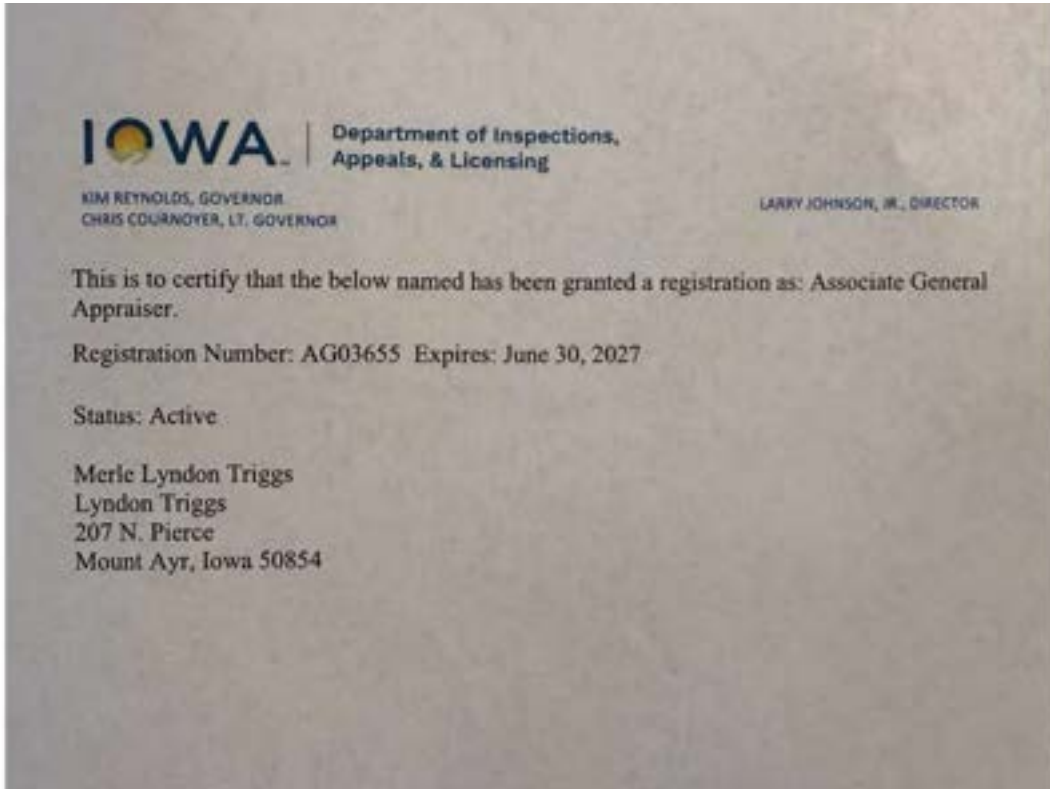 IOWA
Department of Inspections,
Appeals, & Licensing
KIM REYNOLDS, GOVERNOR
CHRIS COURNOYER, LT. GOVERNOR
LARRY JOHNSON, JR., DIRECTOR
This is to certify that the below named has been granted a registration as: Associate General
Appraiser.
Registration Number: AG03655 Expires: June 30, 2027
Status: Active
Merle Lyndon Triggs
Lyndon Triggs
207 N. Pierce
Mount Ayr, Iowa 50854